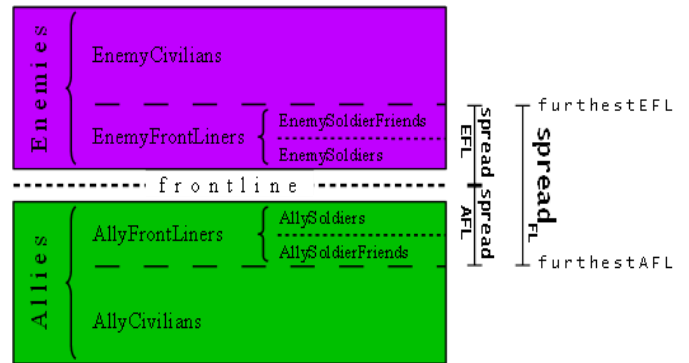 Enemies
EnemyCivilians
EnemyFrontLiners
EnemySoldierFriends
EnemySoldiers
frontline
Allies
AllyFrontLiners
AllySoldiers
AllySoldierFriends
AllyCivilians
spread EFL
spread AFL
spread FL
furthestEFL
furthestAFL